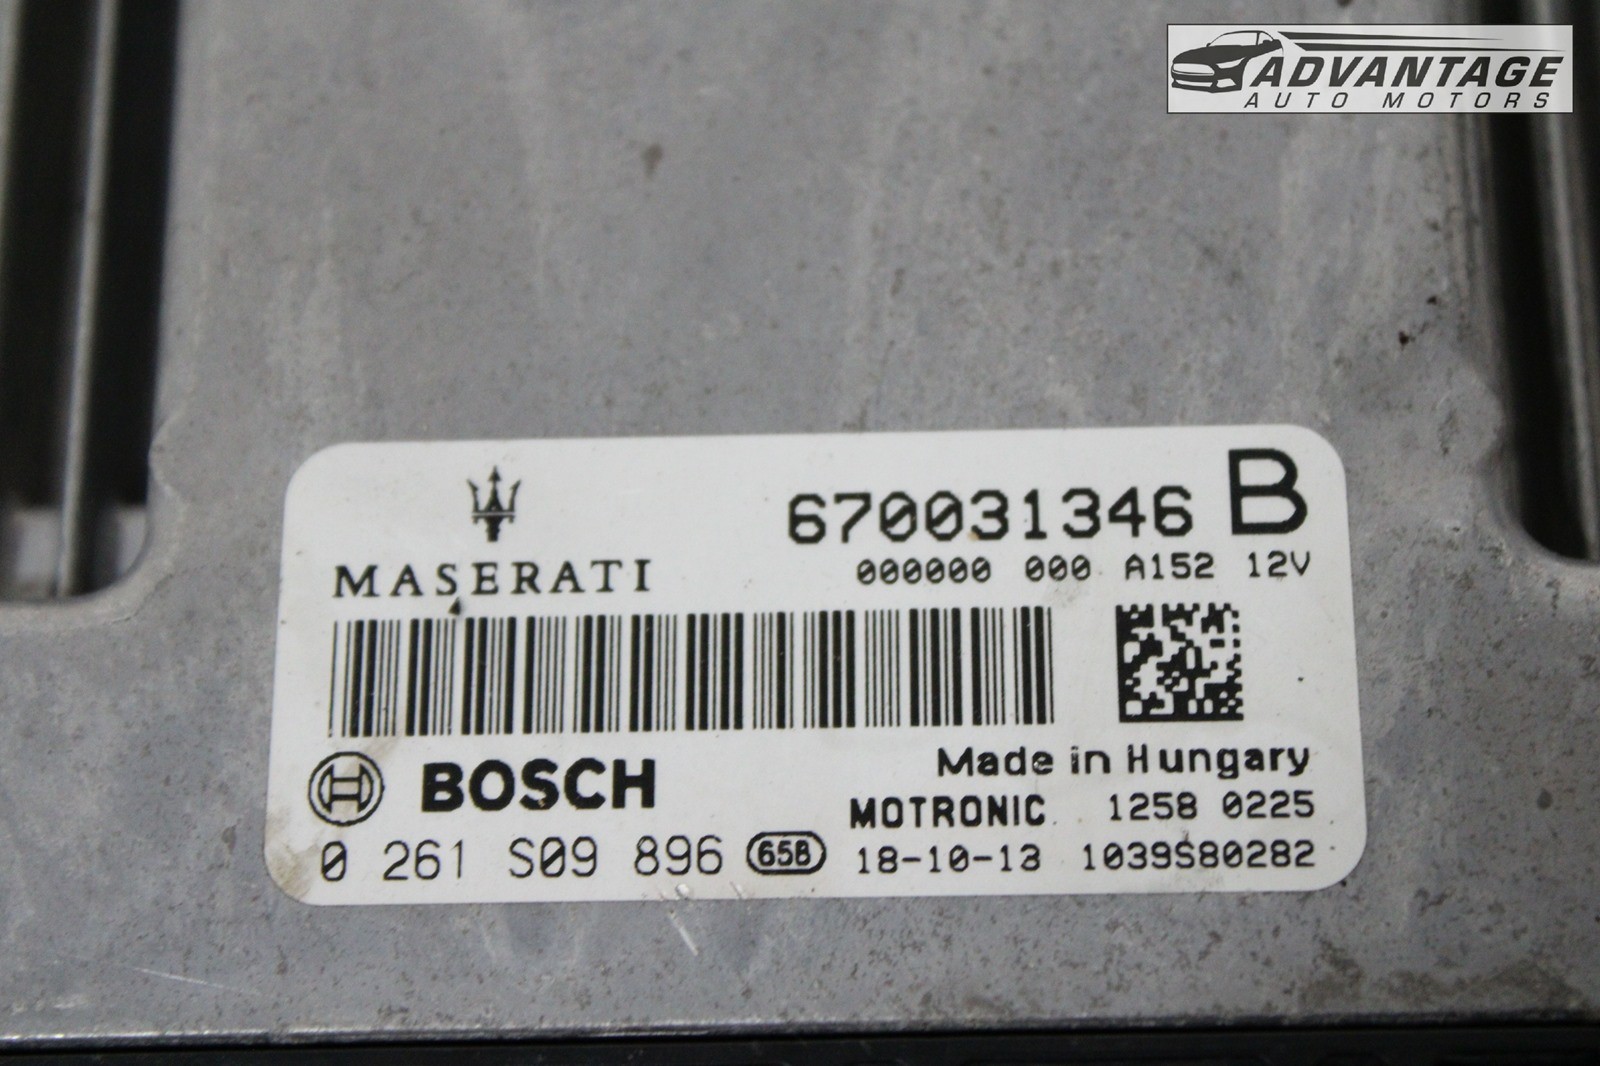 ADVANTAGE
AUTO MOTORS
670031346 B
MASERATI
000000 000 A152 12V
BOSCH
Made in Hungary
MOTRONIC 1258 0225
0 261 S09 896 65B 18-10-13 1039S80282